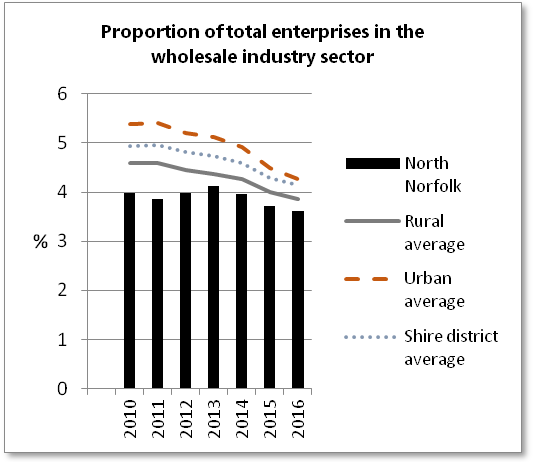 Proportion of total enterprises in the
wholesale industry sector
6
5
4
3
2
1
0
%
2010
2011
2012
2013
2014
2015
2016
North
Norfolk
Rural
average
Urban
average
Shire district
average